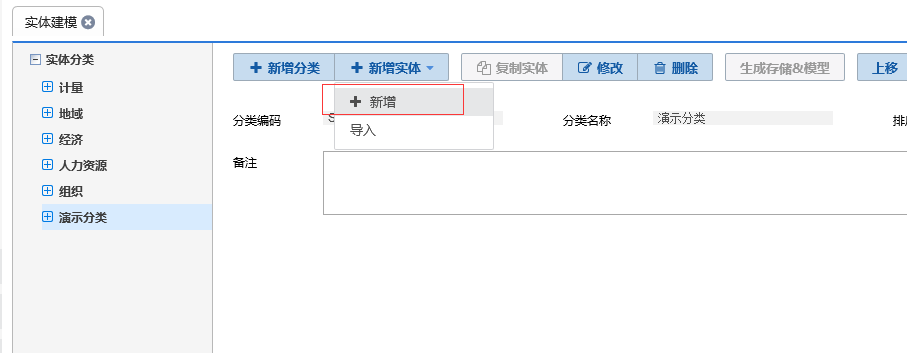 实体建模
实体分类
计量
地域
经济
人力资源
组织
演示分类
新增分类 新增实体 复制实体 修改 删除 生成存储&模型 上移
新增
导入
分类编码 分类名称 演示分类
备注